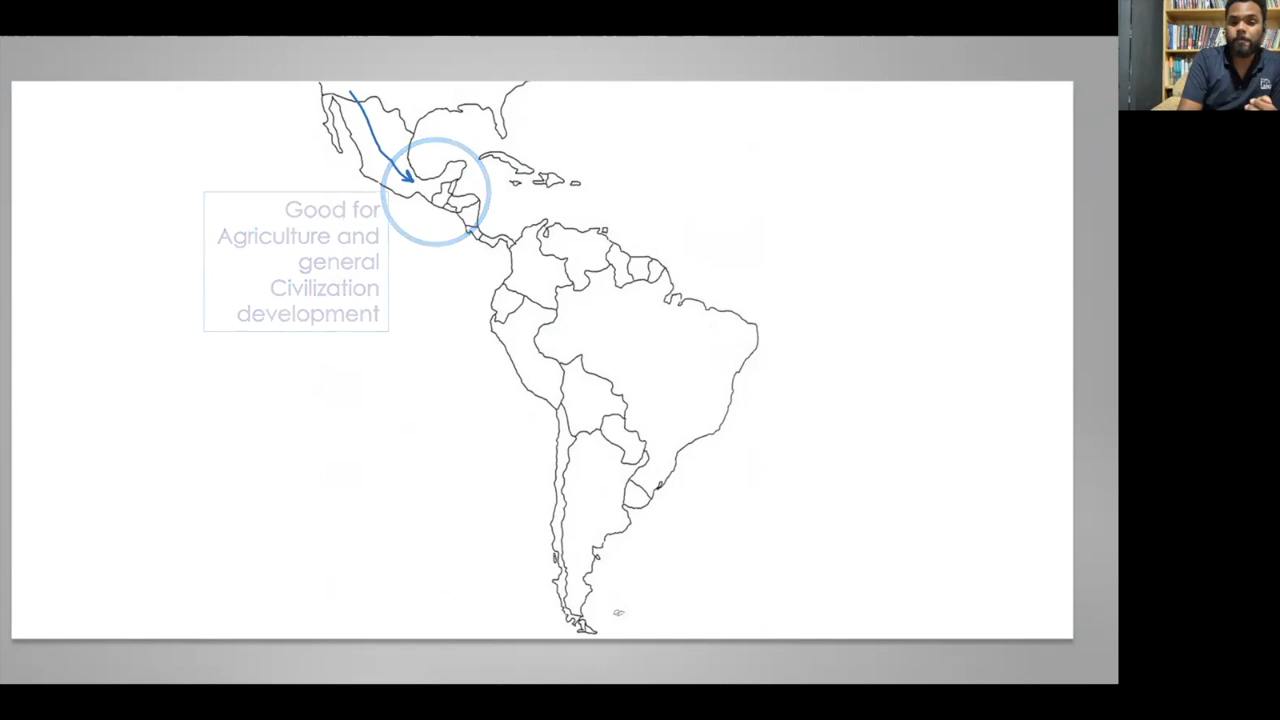 Good for
Agriculture and
general
Civilization
development